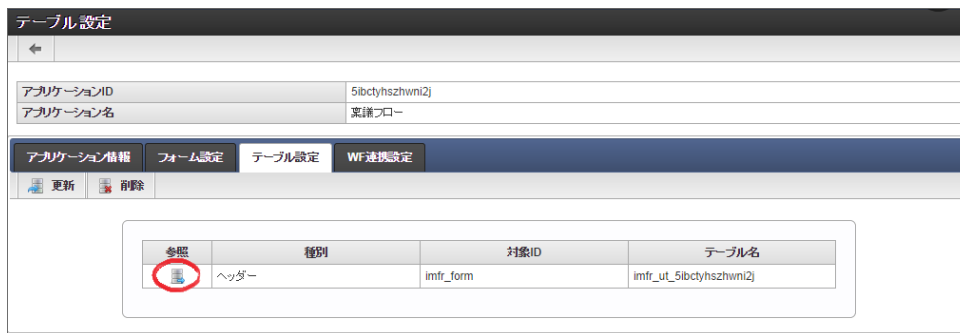 テーブル設定
アプリケーションID 5ibctyhszhwni2j
アプリケーション名 稟議フロー
アプリケーション情報 フォーム設定 テーブル設定 WF連携設定
更新 削除
参照 種別 対象ID テーブル名
ヘッダー imfr_form imfr_ut_5ibctyhszhwni2j